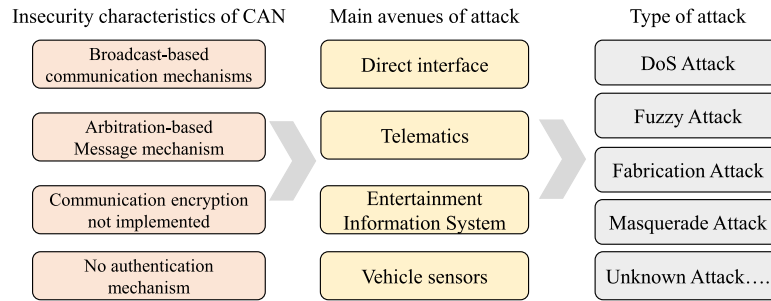 Insecurity characteristics of CAN
Broadcast-based
communication mechanisms
Arbitration-based
Message mechanism
Communication encryption
not implemented
No authentication
mechanism
Main avenues of attack
Direct interface
Telematics
Entertainment
Information System
Vehicle sensors
Type of attack
DoS Attack
Fuzzy Attack
Fabrication Attack
Masquerade Attack
Unknown Attack….